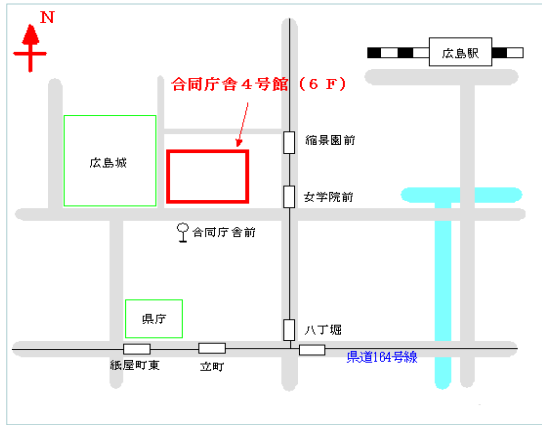 N
広島駅
合同庁舎４号館（６Ｆ）
縮景園前
広島城
女学院前
合同庁舎前
県庁
八丁堀
県道164号線
紙屋町東
立町